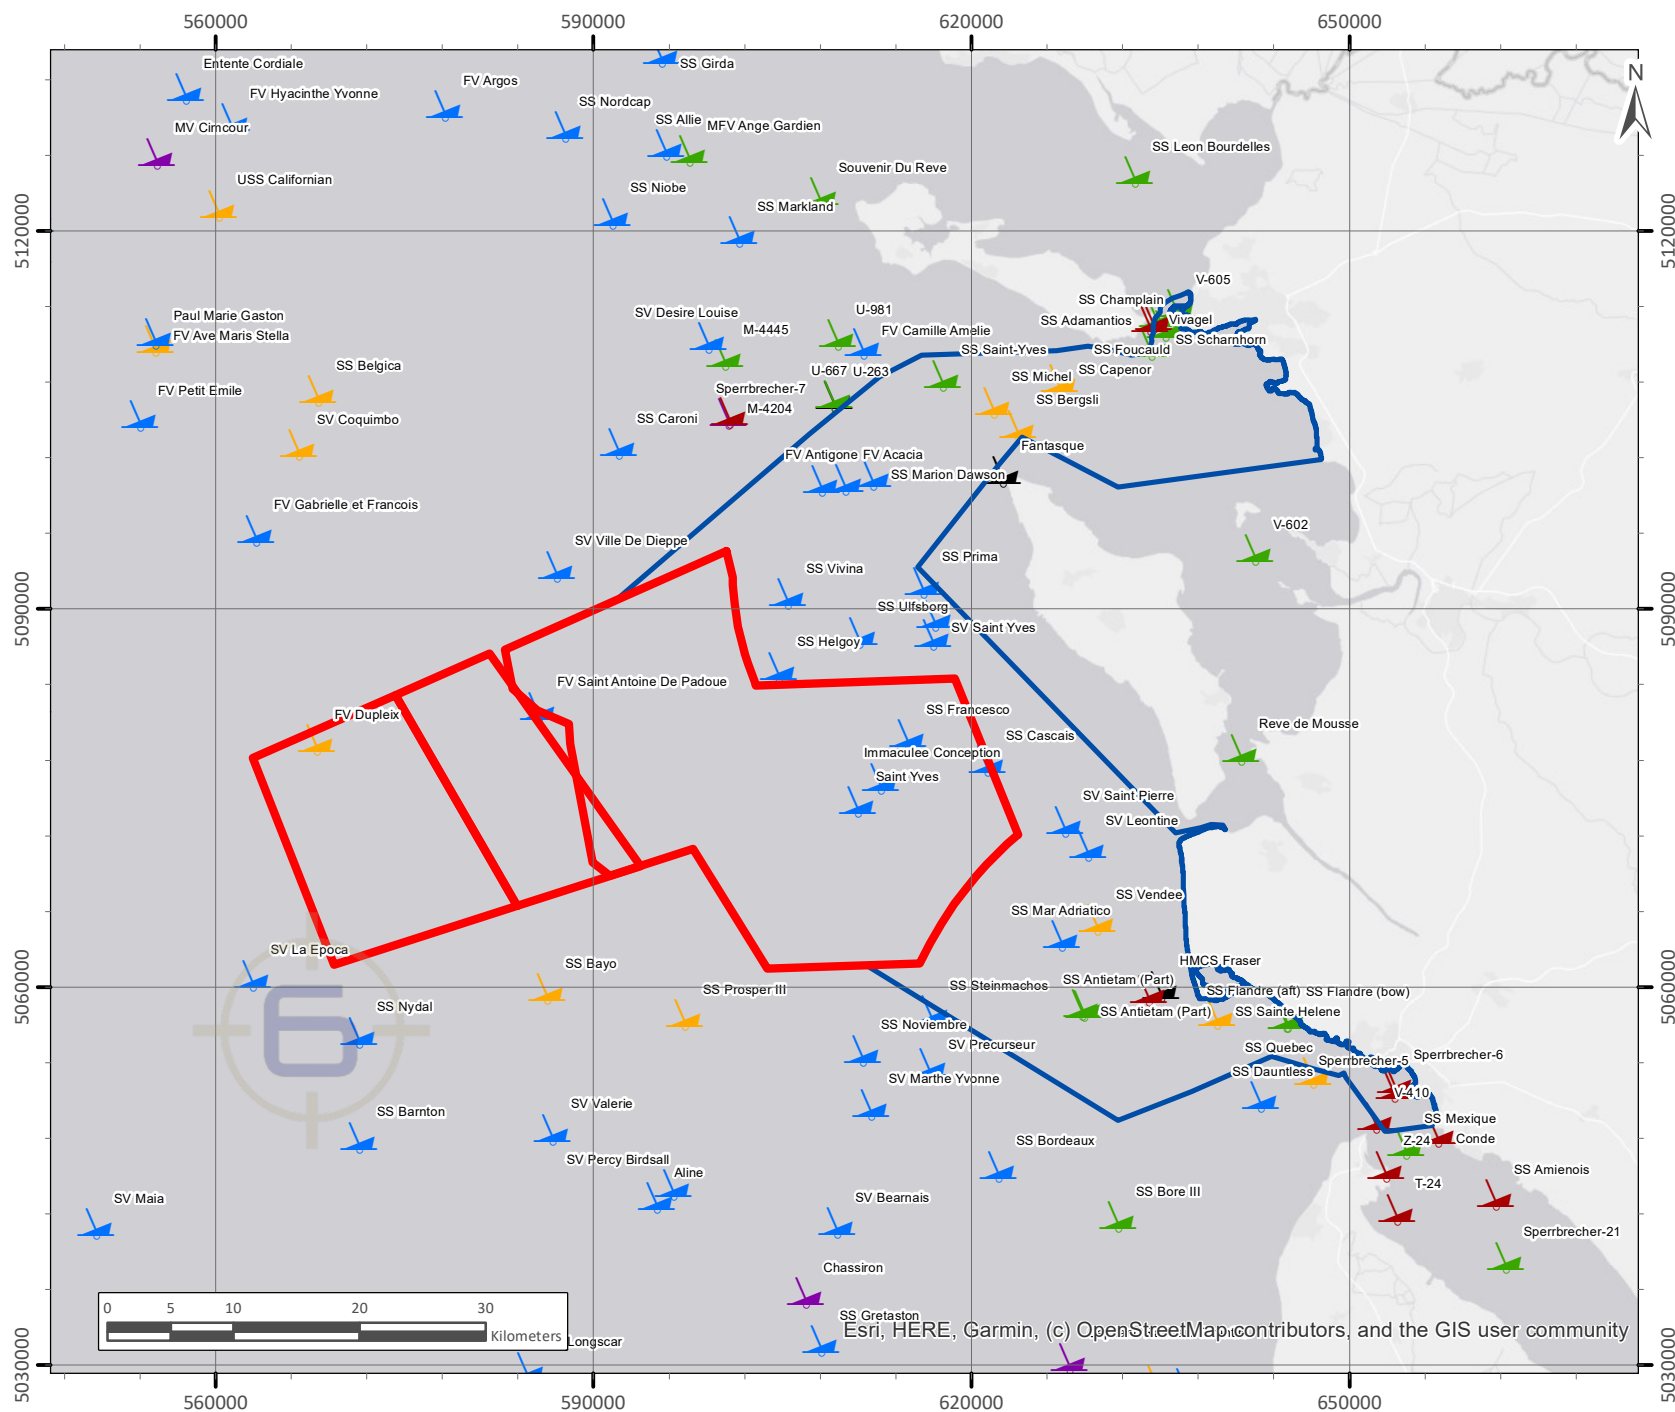 560000
590000
620000
650000
N
Entente Cordiale
SS Girda
FV Argos
FV Hyacinthe Yvonne
SS Nordcap
SS Allie
MFV Ange Gardien
MV Cimcour
SS Leon Bourdelles
Souvenir Du Reve
USS Californian
SS Niobe
SS Markland
5120000
5120000
V-605
SS Champlain
Paul Marie Gaston
SV Desire Louise
U-981
SS Adamantios
Vivagel
FV Ave Maris Stella
M-4445
FV Camille Amelie
SS Scharnhorn
SS Saint-Yves
SS Foucauld
SS Belgica
U-667
U-263
SS Capenor
SS Michel
FV Petit Emile
Sperrbrecher-7
SS Bergsli
M-4204
SV Coquimbo
SS Caroni
Fantasque
FV Antigone
FV Acacia
SS Marion Dawson
FV Gabrielle et Francois
V-602
SV Ville De Dieppe
SS Prima
SS Vivina
5090000
5090000
SS Ulfsborg
SV Saint Yves
SS Helgoy
FV Saint Antoine De Padoue
FV Dupleix
SS Francesco
Reve de Mousse
SS Cascais
Immaculee Conception
Saint Yves
SV Saint Pierre
SV Leontine
SS Vendee
SS Mar Adriatico
SV La Epoca
SS Bayo
HMCS Fraser
5060000
5060000
SS Prosper III
SS Steinmachos
SS Antietam (Part)
SS Flandre (aft)
SS Flandre (bow)
SS Nydal
SS Antietam (Part)
SS Sainte Helene
6
SS Noviembre
SV Precurseur
SS Quebec
Sperrbrecher-5
Sperrbrecher-6
SV Marthe Yvonne
SS Dauntless
V-410
SS Barnton
SV Valerie
SS Mexique
SS Bordeaux
Z-24
Conde
SV Percy Birdsall
Aline
SS Amienois
T-24
SV Maia
SV Bearnais
SS Bore III
Sperrbrecher-21
Chassiron
0
5
10
20
30
Kilometers
SS Gretaston
Longscar
Esri, HERE, Garmin, (c) OpenStreetMap contributors, and the GIS user community
5030000
5030000
560000
590000
620000
650000